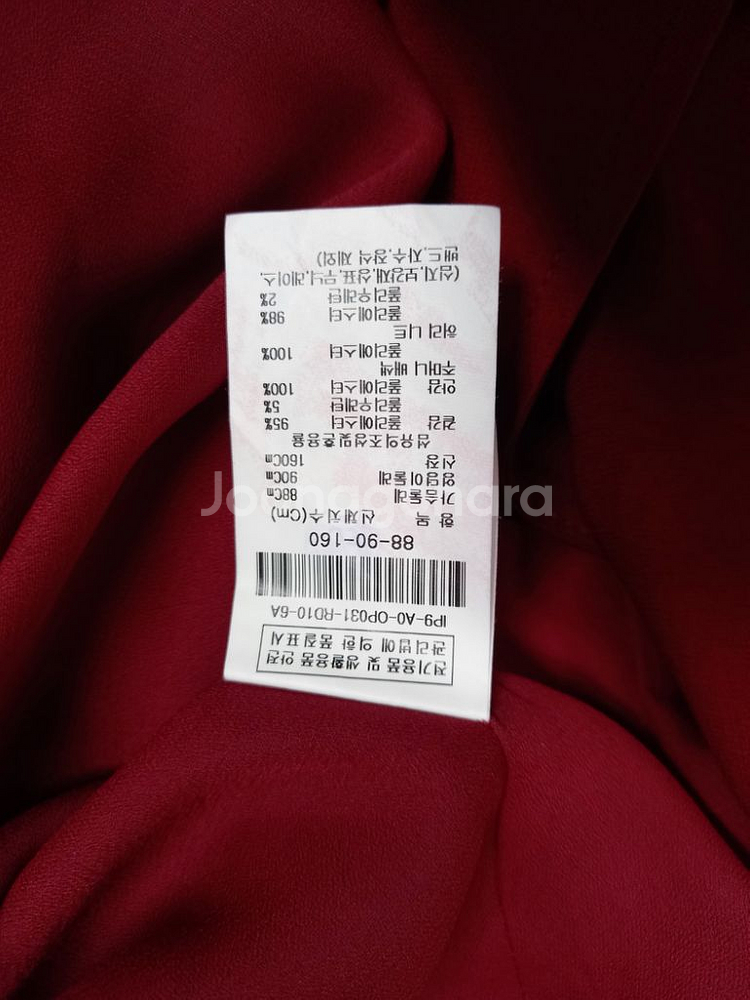 전기용품 및 생활용품 안전
관리법에 의한 품질표시
IP9-A0-OP031-RD10-6A
88-90-160
항 목 신체치수(Cm)
가슴둘레 88Cm
엉덩이둘레 90Cm
신장 160Cm
섬유의조성및혼용율
겉감 폴리에스터 95%
폴리우레탄 5%
안감 폴리에스터 100%
주머니배색
폴리에스터 100%
허리니트
폴리에스터 98%
폴리우레탄 2%
(심지,보강재,상표,무늬,레이스,
밴드,자수,장식 제외)
Joonggonara